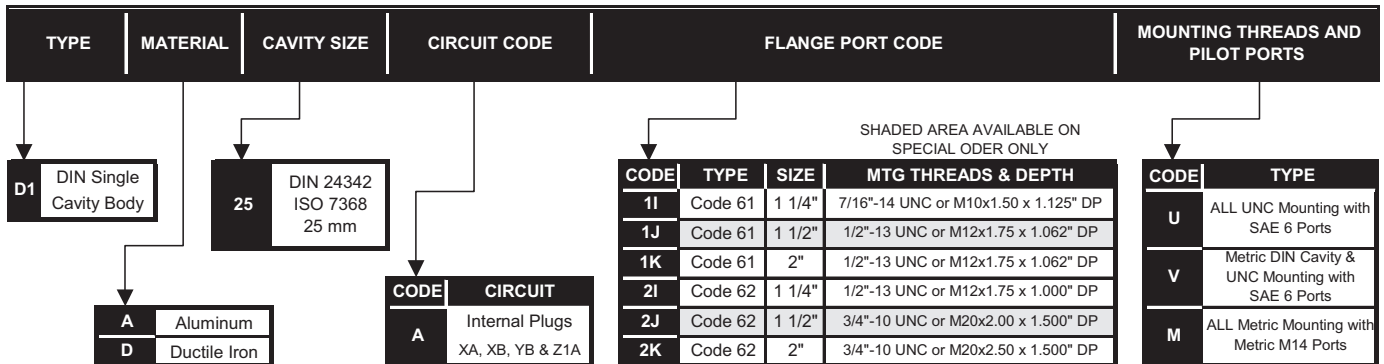 TYPE
MATERIAL
CAVITY SIZE
CIRCUIT CODE
FLANGE PORT CODE
MOUNTING THREADS AND
PILOT PORTS
D1
DIN Single
Cavity Body
A Aluminum
D Ductile Iron
25
DIN 24342
ISO 7368
25 mm
CODE CIRCUIT
A
Internal Plugs
XA, XB, YB & Z1A
SHADED AREA AVAILABLE ON
SPECIAL ODER ONLY
CODE TYPE SIZE MTG THREADS & DEPTH
1I Code 61 1 1/4" 7/16"-14 UNC or M10x1.50 x 1.125" DP
1J Code 61 1 1/2" 1/2"-13 UNC or M12x1.75 x 1.062" DP
1K Code 61 2" 1/2"-13 UNC or M12x1.75 x 1.062" DP
2I Code 62 1 1/4" 1/2"-13 UNC or M12x1.75 x 1.000" DP
2J Code 62 1 1/2" 3/4"-10 UNC or M20x2.00 x 1.500" DP
2K Code 62 2" 3/4"-10 UNC or M20x2.50 x 1.500" DP
CODE TYPE
U
ALL UNC Mounting with
SAE 6 Ports
V
Metric DIN Cavity &
UNC Mounting with
SAE 6 Ports
M
ALL Metric Mounting with
Metric M14 Ports